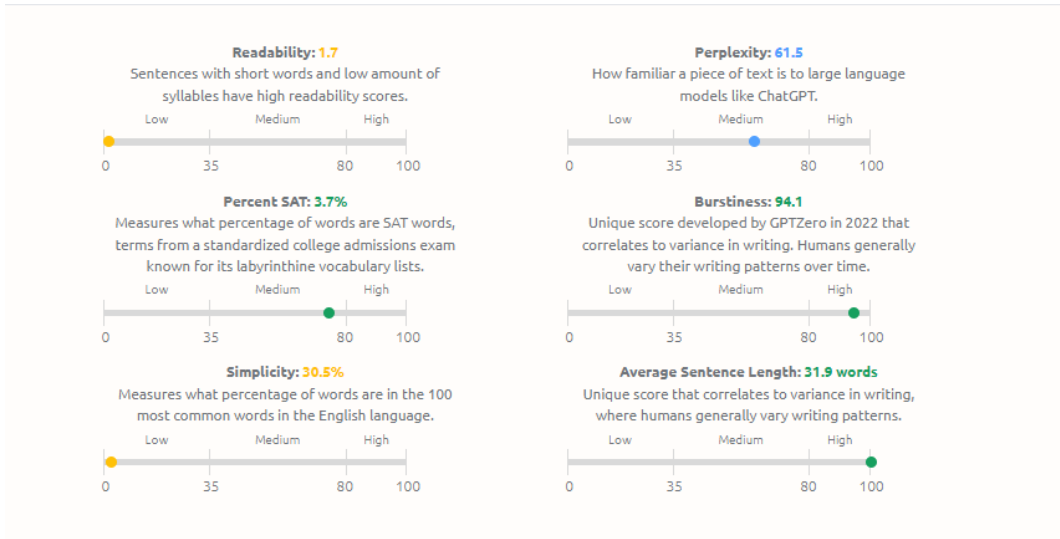 Readability: 1.7
Sentences with short words and low amount of
syllables have high readability scores.
Low Medium High
0 35 80 100
Perplexity: 61.5
How familiar a piece of text is to large language
models like ChatGPT.
Low Medium High
0 35 80 100
Percent SAT: 3.7%
Measures what percentage of words are SAT words,
terms from a standardized college admissions exam
known for its labyrinthine vocabulary lists.
Low Medium High
0 35 80 100
Burstiness: 94.1
Unique score developed by GPTZero in 2022 that
correlates to variance in writing. Humans generally
vary their writing patterns over time.
Low Medium High
0 35 80 100
Simplicity: 30.5%
Measures what percentage of words are in the 100
most common words in the English language.
Low Medium High
0 35 80 100
Average Sentence Length: 31.9 words
Unique score that correlates to variance in writing,
where humans generally vary writing patterns.
Low Medium High
0 35 80 100